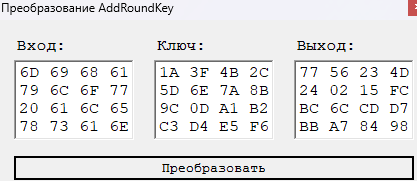 Преобразование AddRoundKey
Вход: Ключ: Выход:
6D 69 68 61 1A 3F 4B 2C 77 56 23 4D
79 6C 6F 77 5D 6E 7A 8B 24 02 15 FC
20 61 6C 65 9C 0D A1 B2 BC 6C CD D7
78 73 61 6E C3 D4 E5 F6 BB A7 84 98
Преобразовать